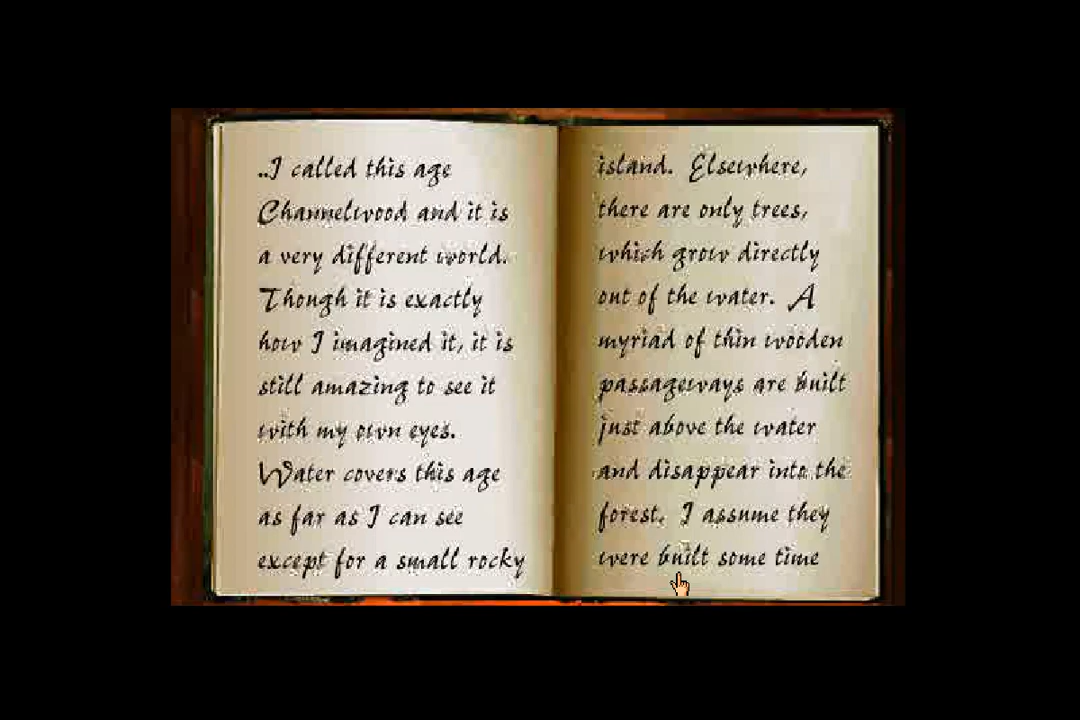 ..I called this age
Channelwood and it is
a very different world.
Though it is exactly
how I imagined it, it is
still amazing to see it
with my own eyes.
Water covers this age
as far as I can see
except for a small rocky
island. Elsewhere,
there are only trees,
which grow directly
out of the water. A
myriad of thin wooden
passageways are built
just above the water
and disappear into the
forest. I assume they
were built some time